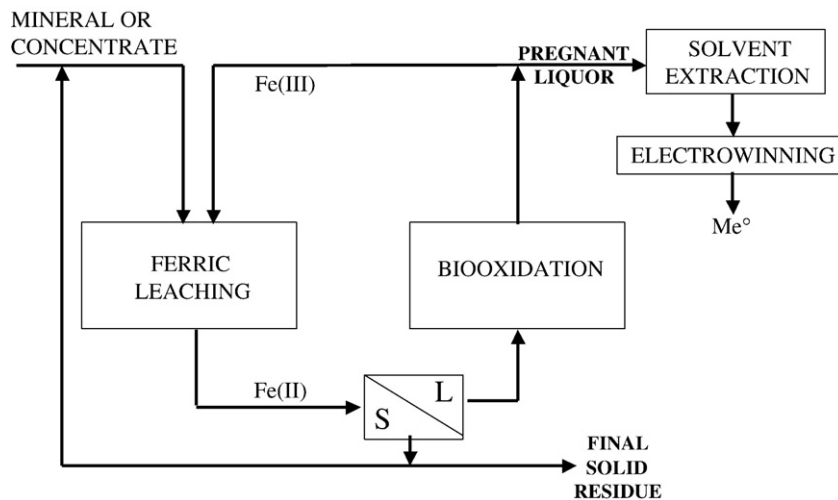 MINERAL OR
CONCENTRATE
Fe(III)
PREGNANT
LIQUOR
SOLVENT
EXTRACTION
ELECTROWINNING
Me°
FERRIC
LEACHING
BIOOXIDATION
Fe(II)
L
S
FINAL
SOLID
RESIDUE